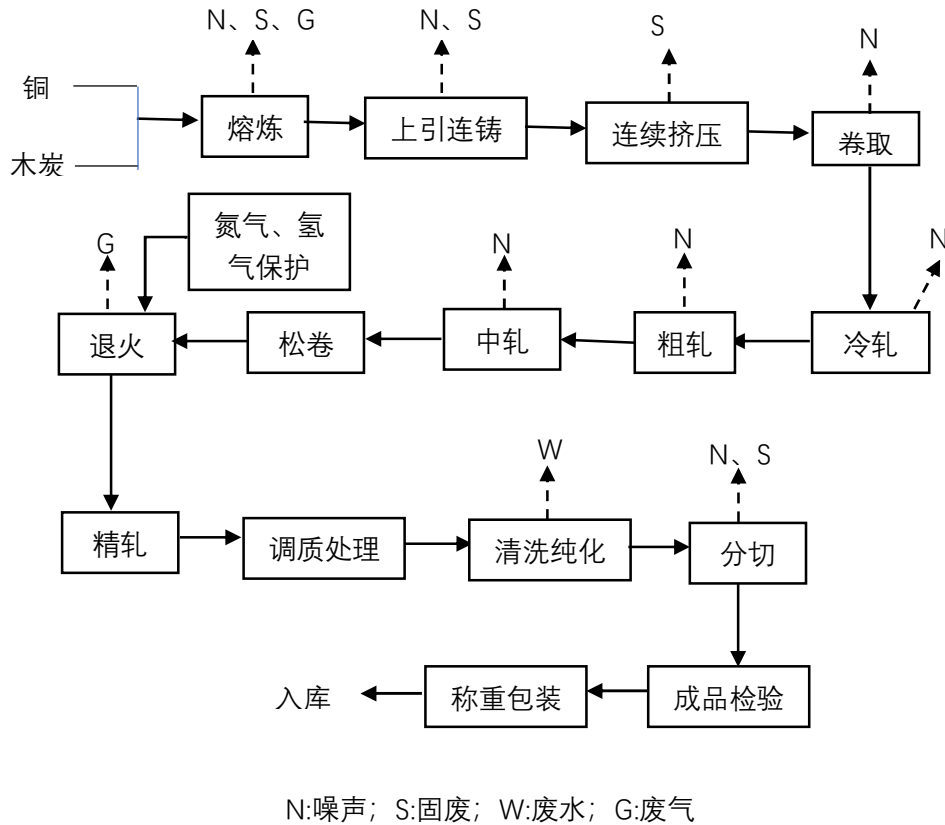 N、S、G
N、S
S
N
铜
木炭
熔炼
上引连铸
连续挤压
卷取
氮气、氢
气保护
G
N
N
N
退火
松卷
中轧
粗轧
冷轧
W
N、S
精轧
调质处理
清洗纯化
分切
入库
称重包装
成品检验
N:噪声；S:固废；W:废水；G:废气